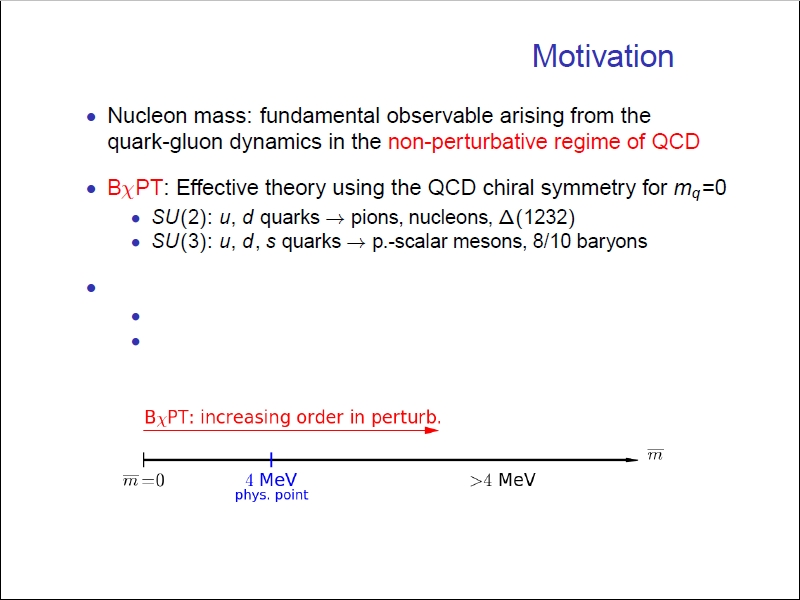 Motivation
• Nucleon mass: fundamental observable arising from the
quark-gluon dynamics in the non-perturbative regime of QCD
• BχPT: Effective theory using the QCD chiral symmetry for m_q=0
• SU(2): u, d quarks → pions, nucleons, Δ(1232)
• SU(3): u, d, s quarks → p.-scalar mesons, 8/10 baryons
•
•
•
BχPT: increasing order in perturb.
m̅
m̅=0
4 MeV
>4 MeV
phys. point